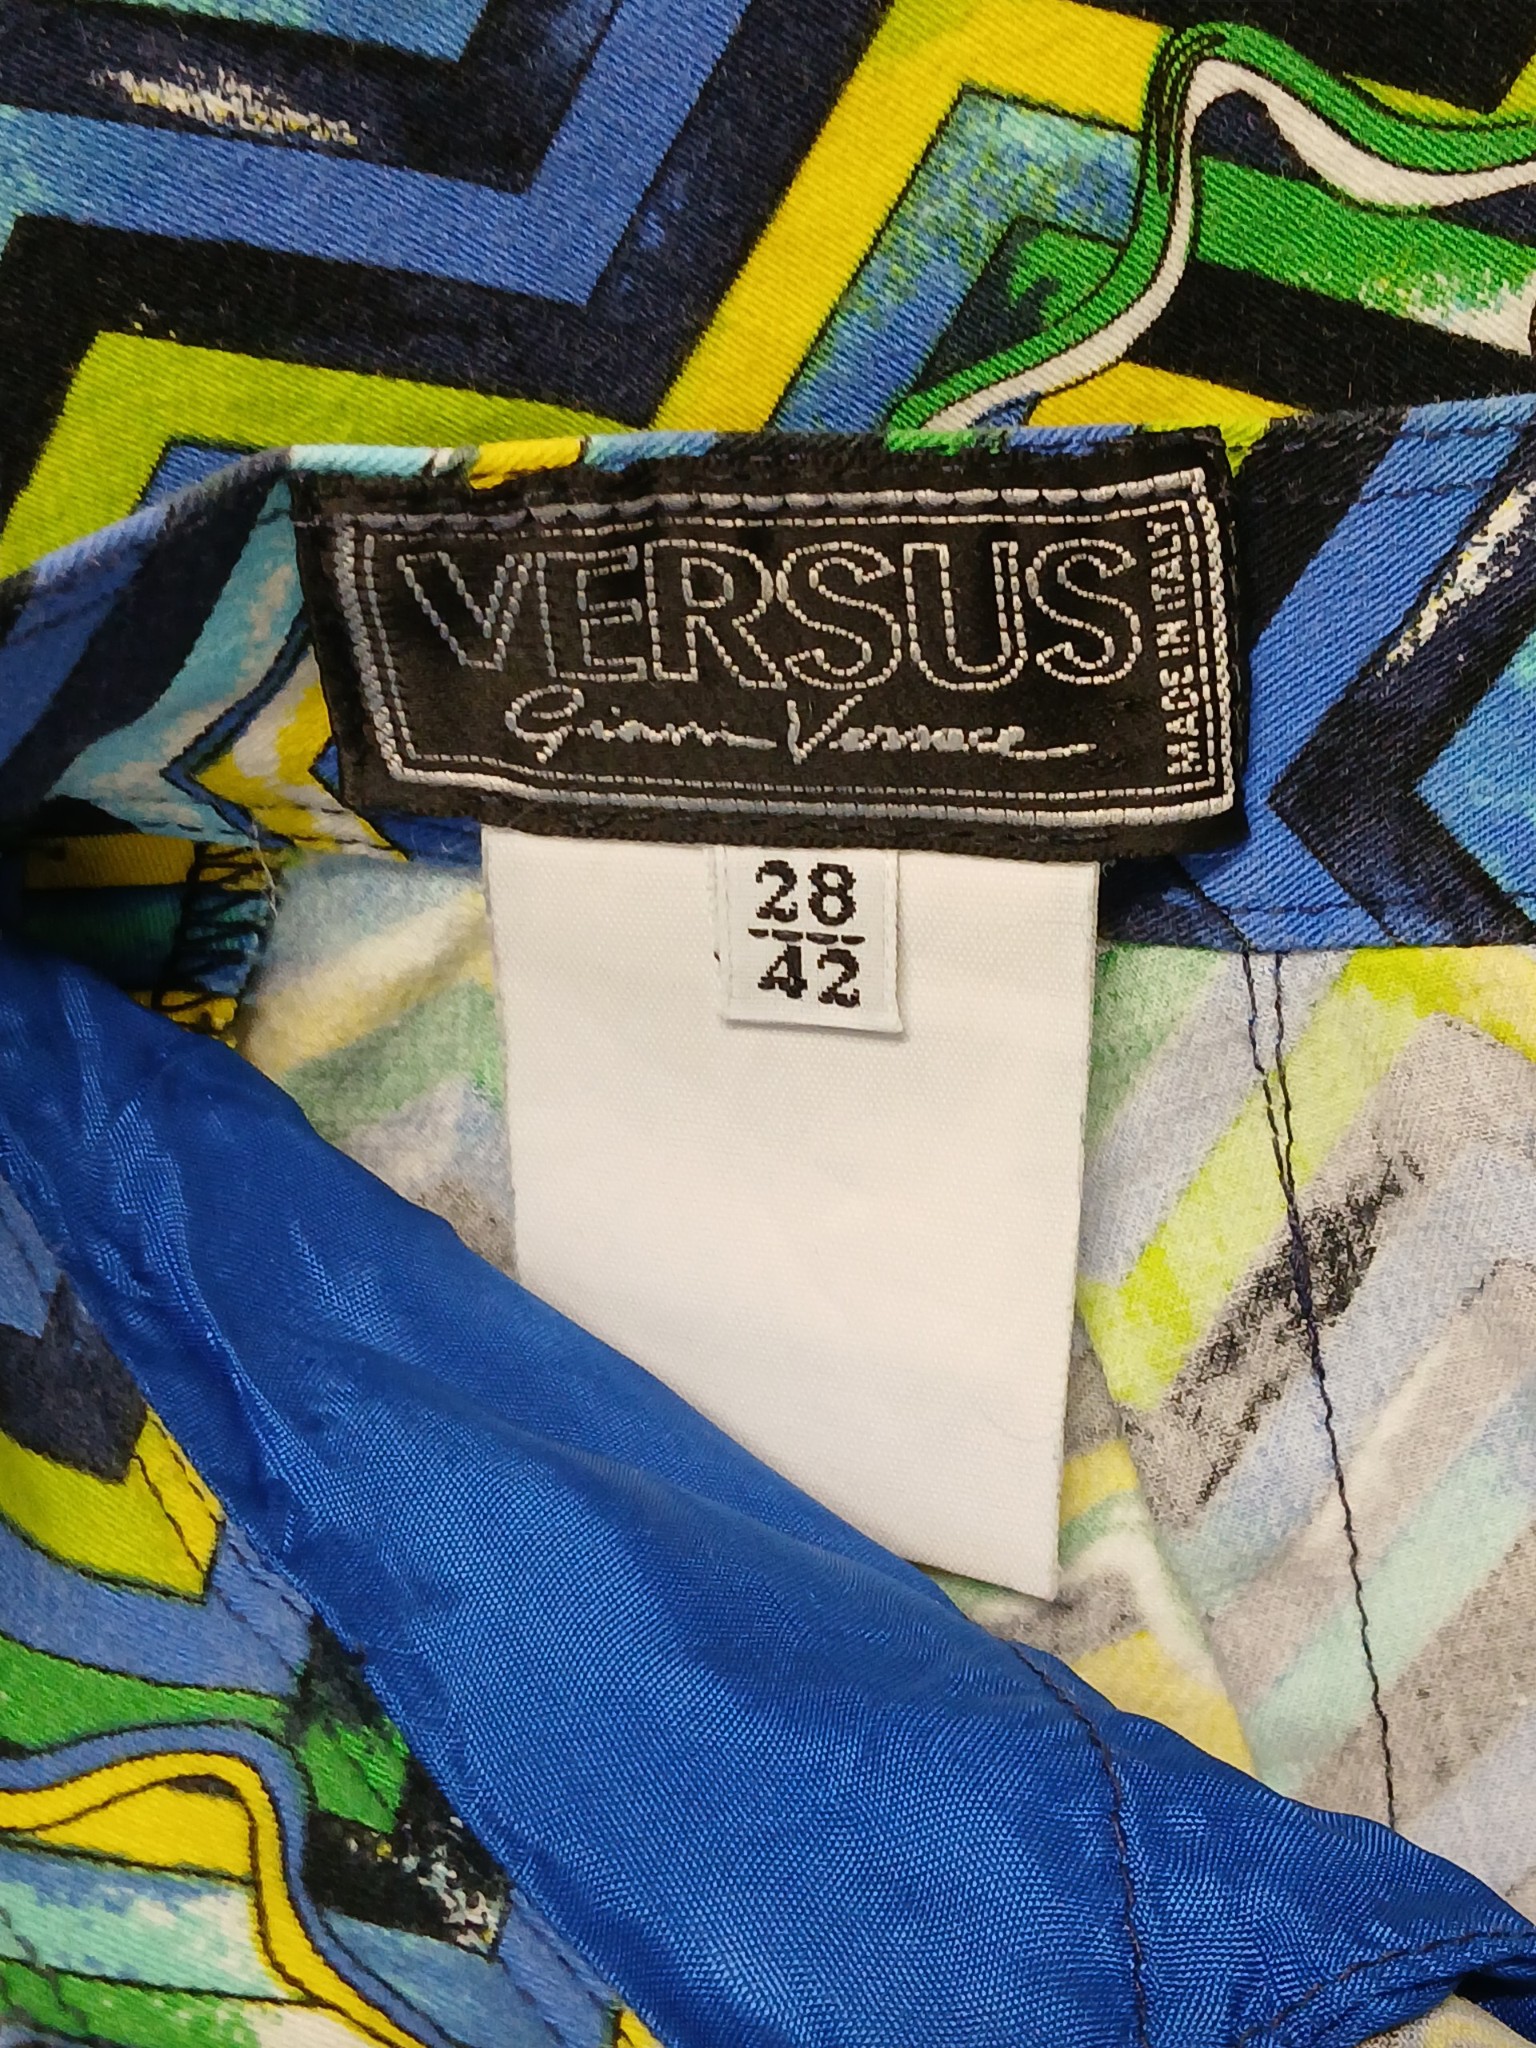 VERSUS
Gianni Versace
MADE IN ITALY
28
42